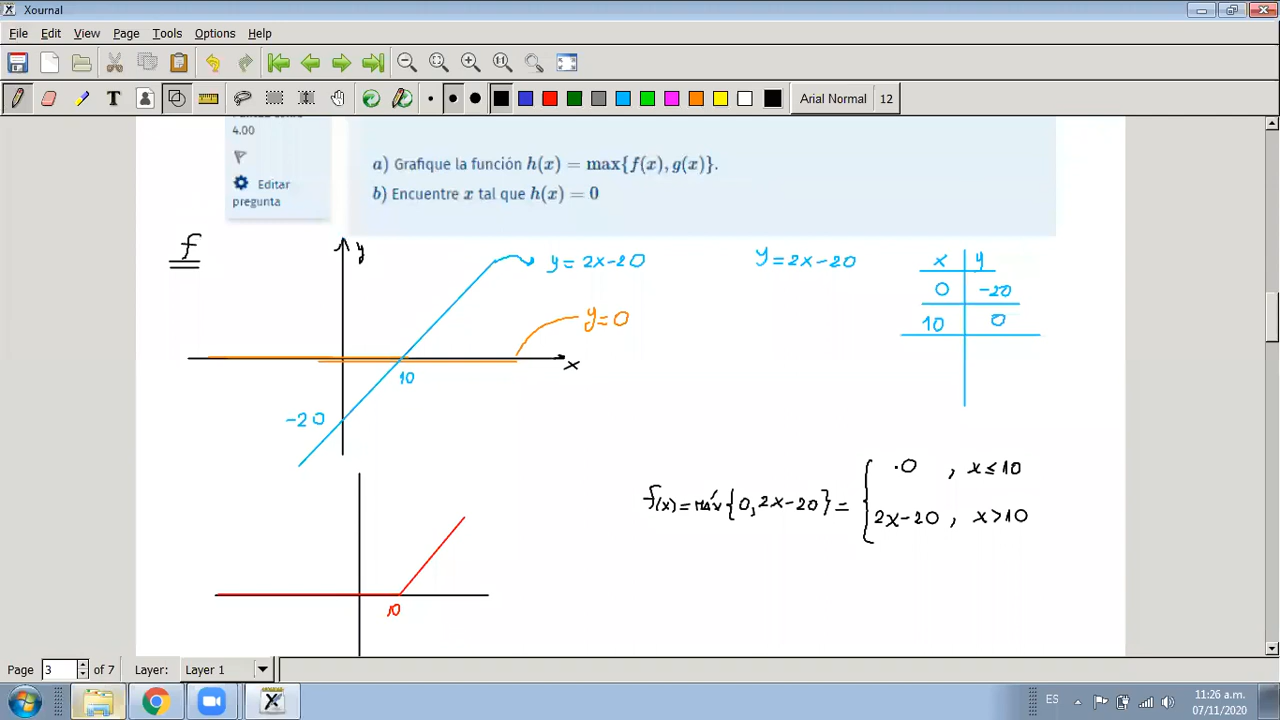 Xournal
File Edit View Page Tools Options Help
Arial Normal 12
4.00
Editar
pregunta
a) Grafique la función h(x) = max{f(x), g(x)}.
b) Encuentre x tal que h(x) = 0
f
y
y = 2x-20
y = 2x-20
x y
0 -20
10 0
y = 0
x
10
-20
f(x) = máx{0, 2x-20} =
0 , x ≤ 10
2x-20 , x > 10
10
Page 3 of 7 Layer: Layer 1
ES
11:26 a.m.
07/11/2020